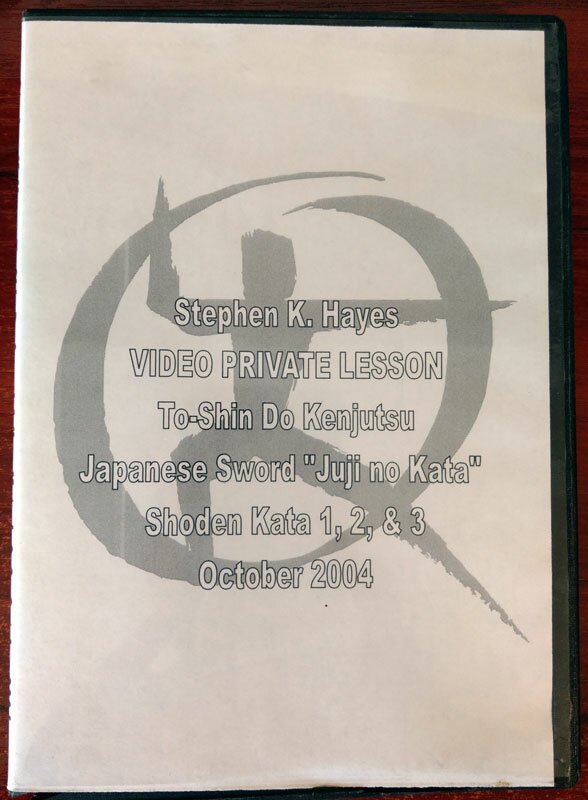 Stephen K. Hayes
VIDEO PRIVATE LESSON
To-Shin Do Kenjutsu
Japanese Sword "Juji no Kata"
Shoden Kata 1, 2, & 3
October 2004